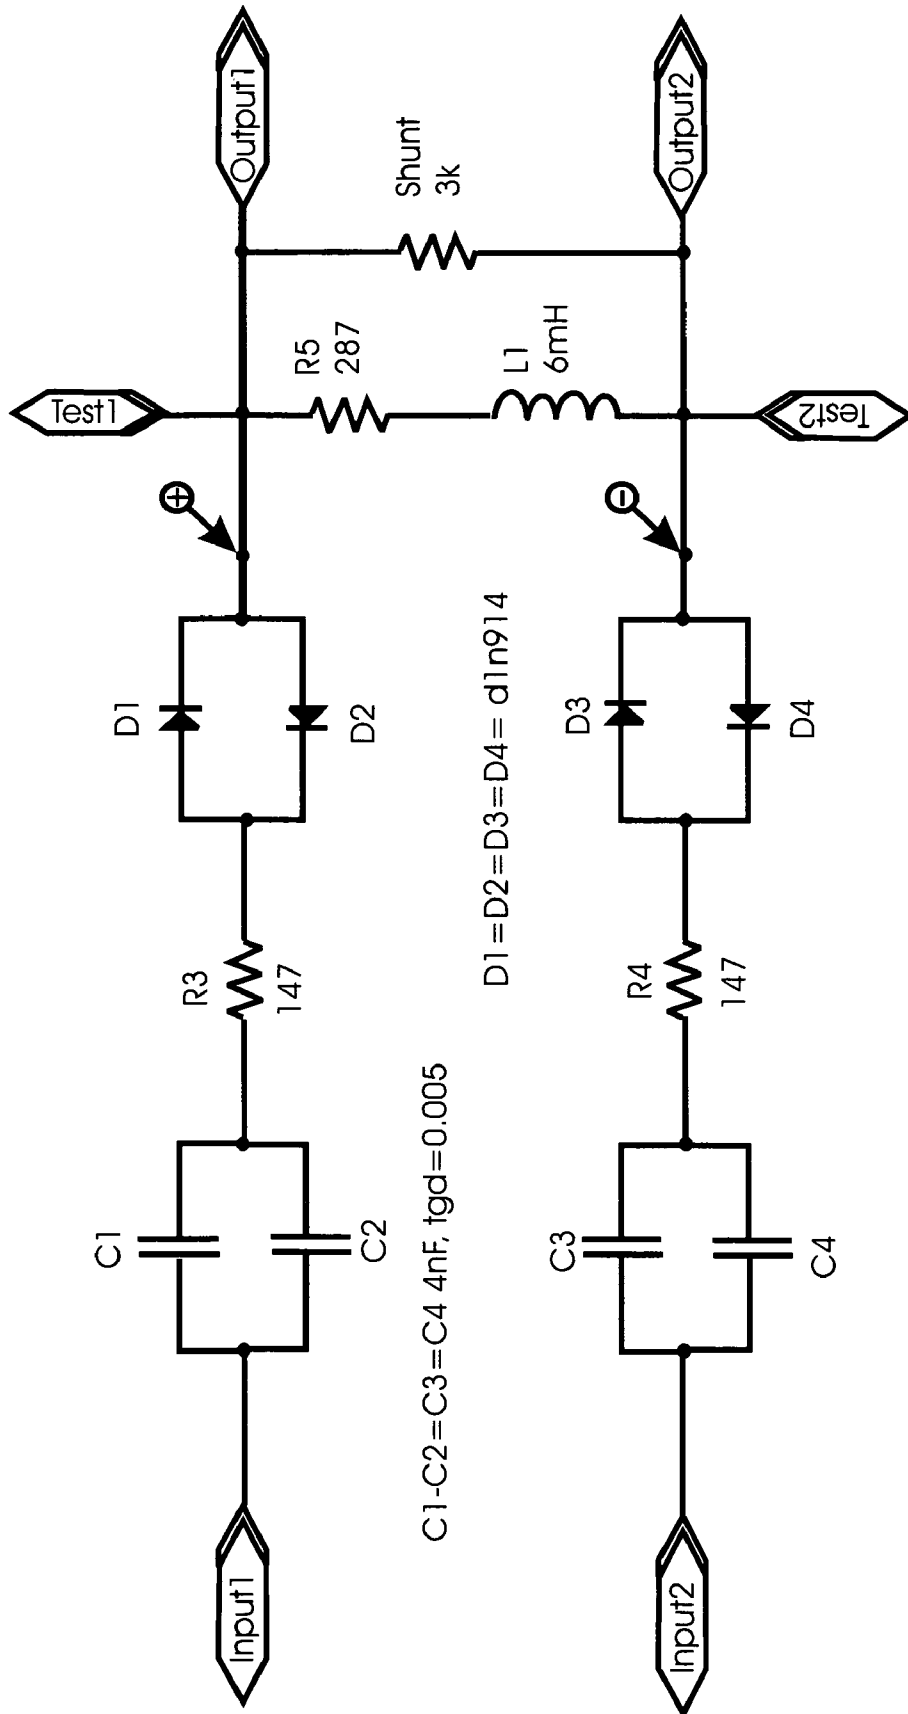 Input1
C1
C2
R3
147
D1
D2
Test1
R5
287
Shunt
3k
Output1
C1-C2=C3=C4 4nF, tgd=0.005
D1=D2=D3=D4= d1n914
L1
6mH
Input2
C3
C4
R4
147
D3
D4
Test2
Output2